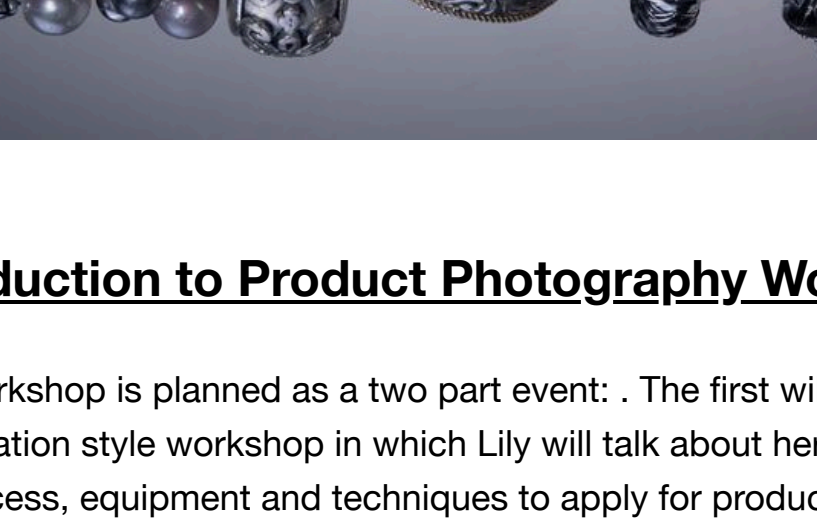 duction to Product Photography Wo
rkshop is planned as a two part event: . The first wi
ation style workshop in which Lily will talk about her
cess, equipment and techniques to apply for produc